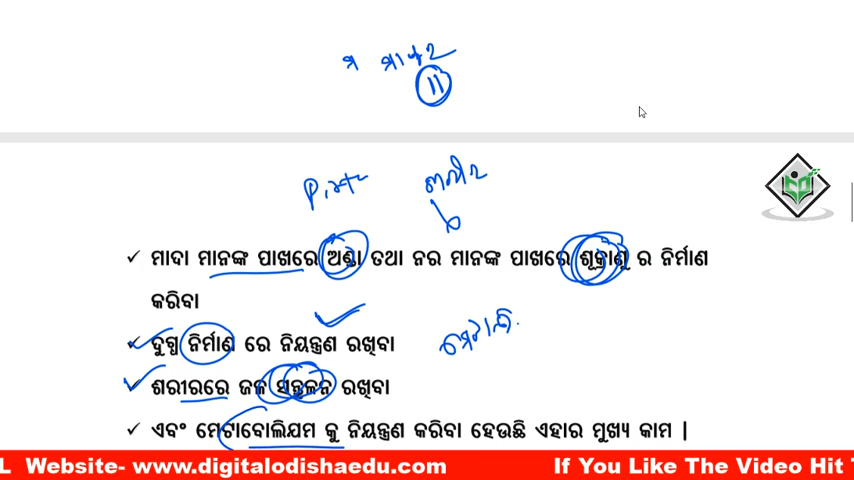 11
✓ ମାଦା ମାନଙ୍କ ପାଖରେ ଅଣ୍ଡା ତଥା ନର ମାନଙ୍କ ପାଖରେ ଶୁକ୍ରାଣୁ ର ନିର୍ମାଣ
କରିବା
✓ ଦୁଗ୍ଧ ନିର୍ମାଣ ରେ ନିୟନ୍ତ୍ରଣ ରଖିବା
✓ ଶରୀରରେ ଜଳ ସନ୍ତୁଳନ ରଖିବା
✓ ଏବଂ ମେଟାବୋଲିଯମ କୁ ନିୟନ୍ତ୍ରଣ କରିବା ହେଉଛି ଏହାର ମୁଖ୍ୟ କାମ |
L Website- www.digitalodishaedu.com If You Like The Video Hit T